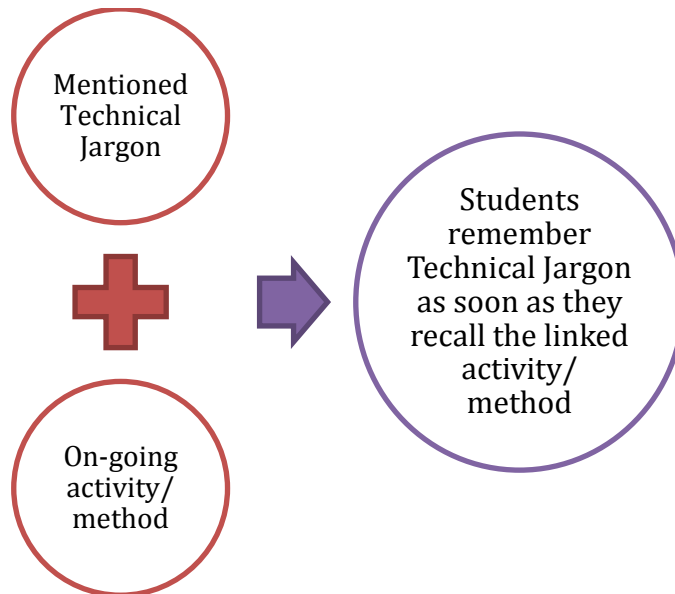 Mentioned
Technical
Jargon
On-going
activity/
method
Students
remember
Technical Jargon
as soon as they
recall the linked
activity/
method